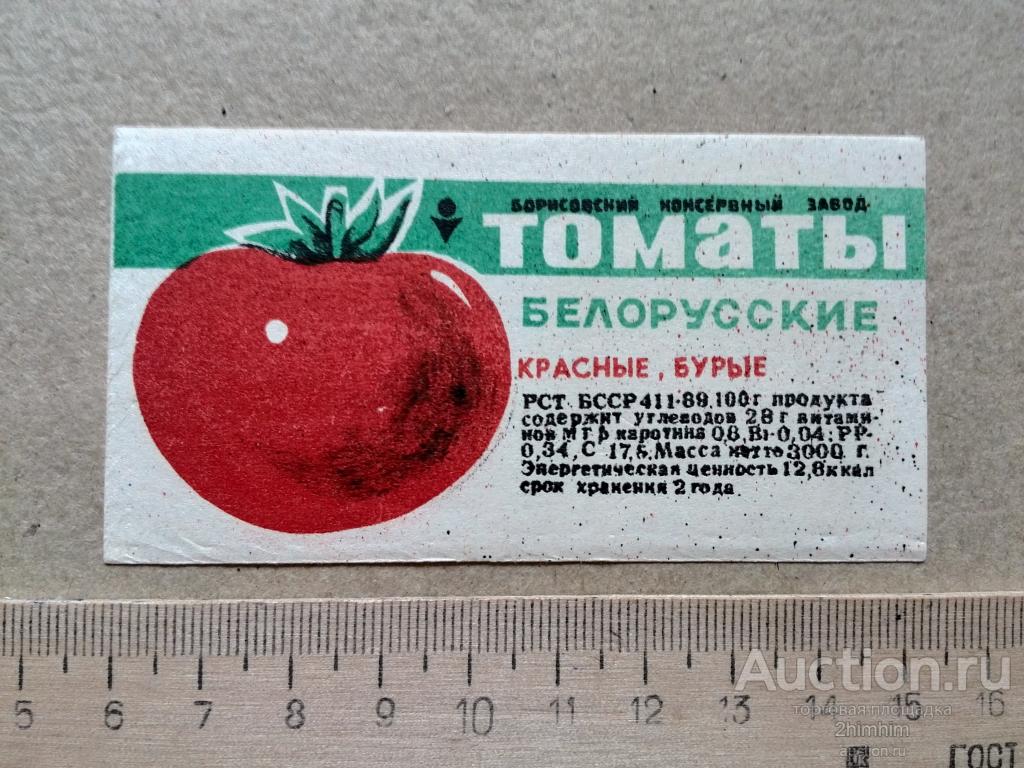 БОРИСОВСКИЙ КОНСЕРВНЫЙ ЗАВОД
ТОМАТЫ
БЕЛОРУССКИЕ
КРАСНЫЕ, БУРЫЕ
РСТ БССР 411-89. 100 г продукта
содержит углеводов 2,8 г витами-
нов МГ% каротина 0,8, В1-0,04; РР-
0,34, С 17,5. Масса нетто 3000 г.
Энергетическая ценность 12,8 ккал
срок хранения 2 года
5 6 7 8 9 10 11 12 13 14 15 16
Auction.ru
торговая площадка
2himhim
auction.ru
ГОСТ